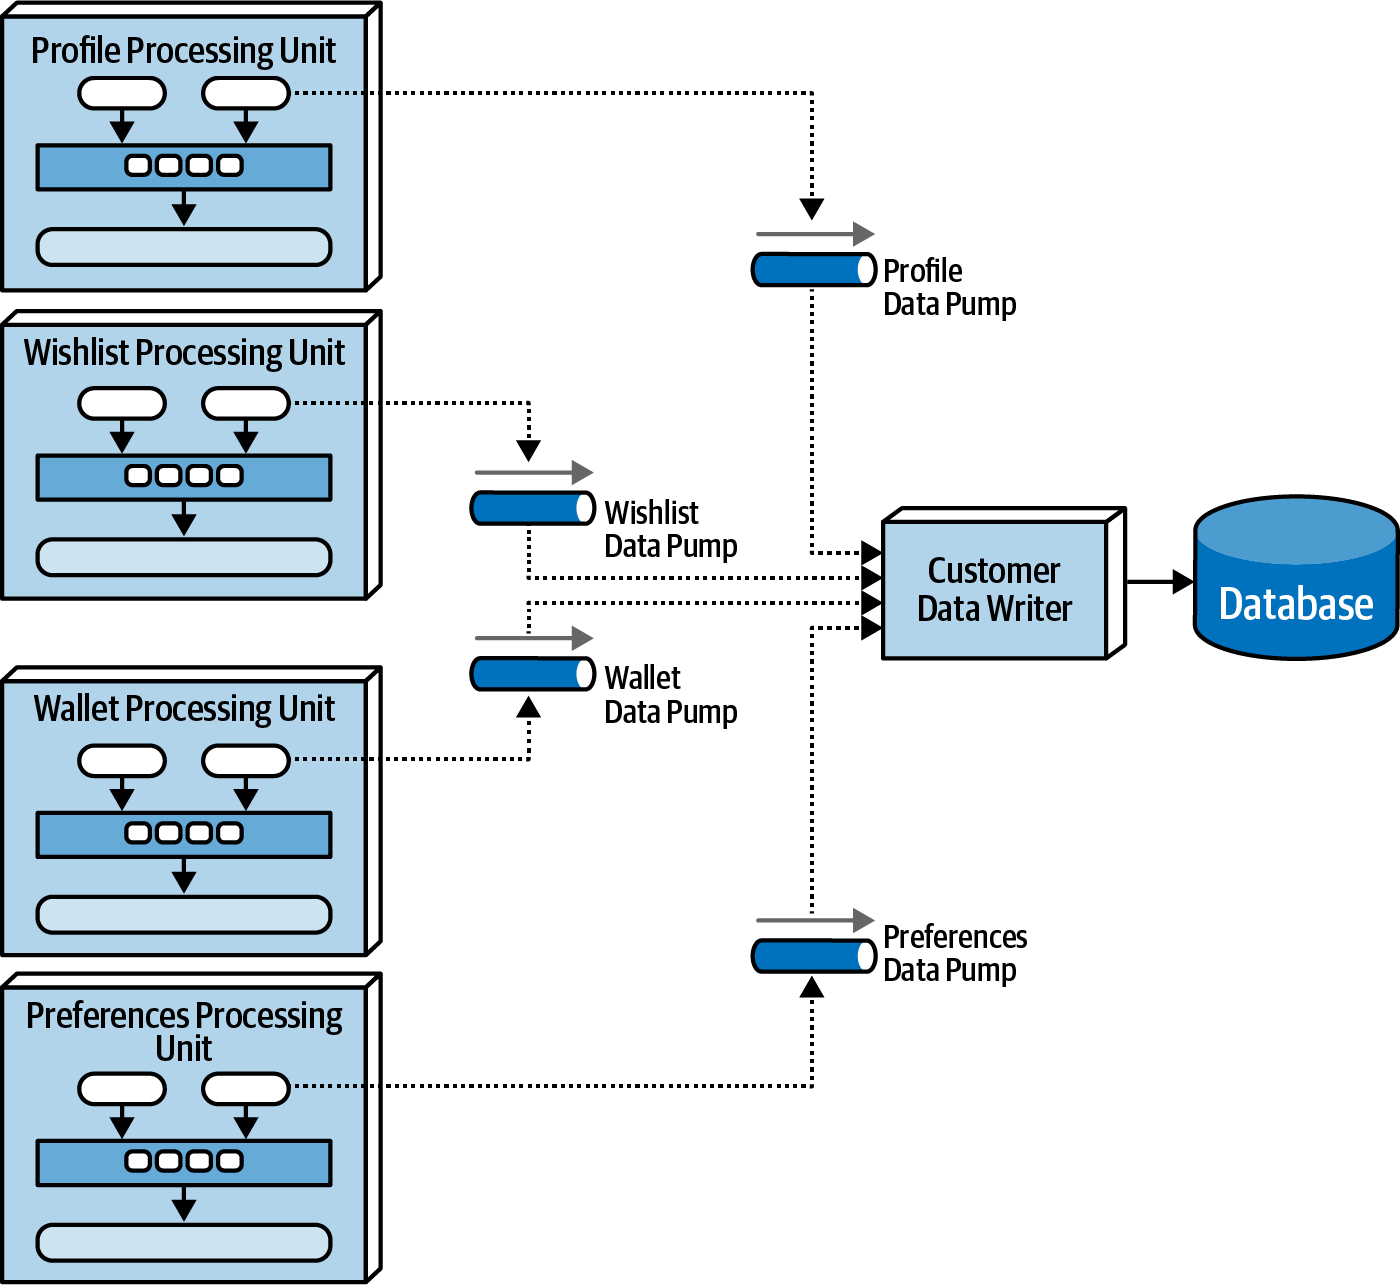 Profile Processing Unit
Profile
Data Pump
Wishlist Processing Unit
Wishlist
Data Pump
Customer
Data Writer
Database
Wallet Processing Unit
Wallet
Data Pump
Preferences
Data Pump
Preferences Processing
Unit